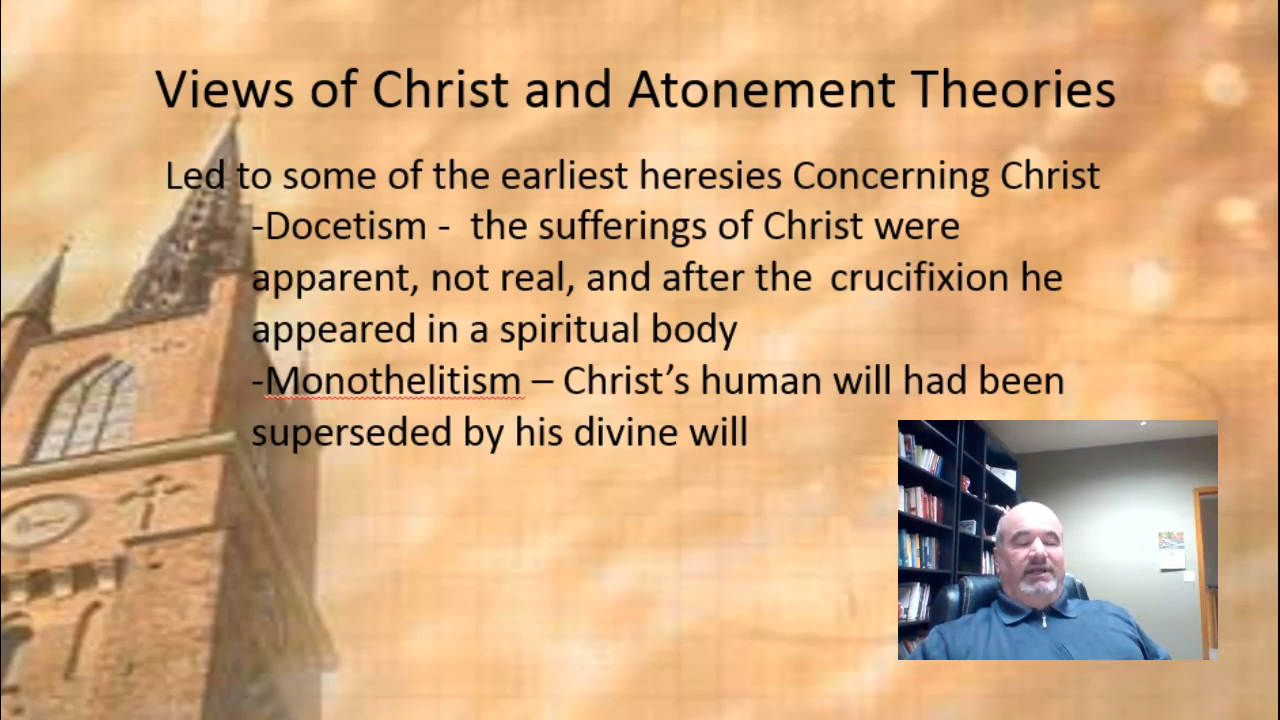 Views of Christ and Atonement Theories
Led to some of the earliest heresies Concerning Christ
-Docetism - the sufferings of Christ were
apparent, not real, and after the crucifixion he
appeared in a spiritual body
-Monothelitism – Christ’s human will had been
superseded by his divine will